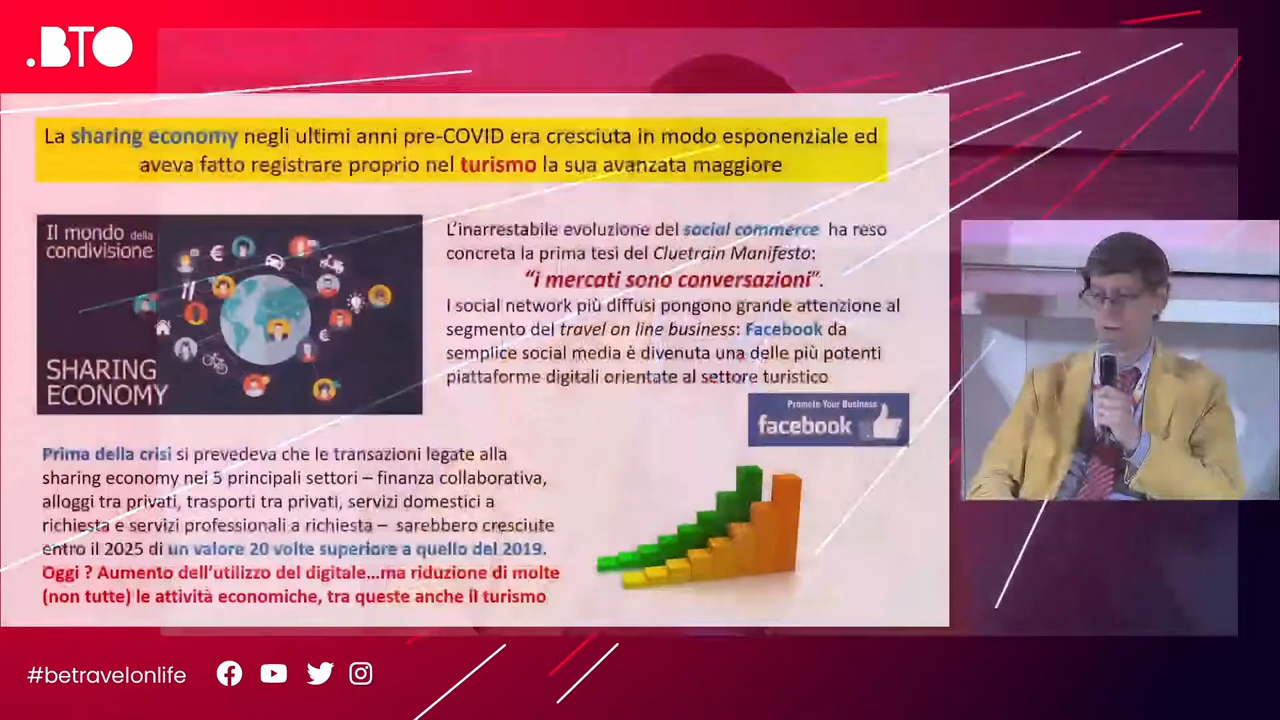 .BTO
La sharing economy negli ultimi anni pre-COVID era cresciuta in modo esponenziale ed
aveva fatto registrare proprio nel turismo la sua avanzata maggiore
Il mondo della
condivisione
SHARING
ECONOMY
L'inarrestabile evoluzione del social commerce ha reso
concreta la prima tesi del Cluetrain Manifesto:
"i mercati sono conversazioni".
I social network più diffusi pongono grande attenzione al
segmento del travel on line business: Facebook da
semplice social media è divenuta una delle più potenti
piattaforme digitali orientate al settore turistico
Promote Your Business
facebook
Prima della crisi si prevedeva che le transazioni legate alla
sharing economy nei 5 principali settori – finanza collaborativa,
alloggi tra privati, trasporti tra privati, servizi domestici a
richiesta e servizi professionali a richiesta – sarebbero cresciute
entro il 2025 di un valore 20 volte superiore a quello del 2019.
Oggi ? Aumento dell'utilizzo del digitale...ma riduzione di molte
(non tutte) le attività economiche, tra queste anche il turismo
#betravelonlife